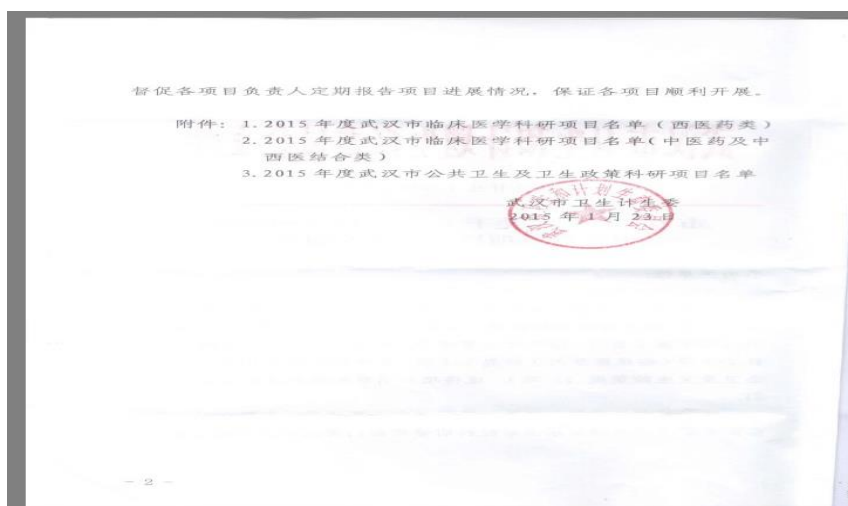 督促各项目负责人定期报告项目进展情况，保证各项目顺利开展。
附件：1.2015年度武汉市临床医学科研项目名单（西医药类）
2.2015年度武汉市临床医学科研项目名单（中医药及中
西医结合类）
3.2015年度武汉市公共卫生及卫生政策科研项目名单
武汉市卫生计生委
2015年1月23日
- 2 -